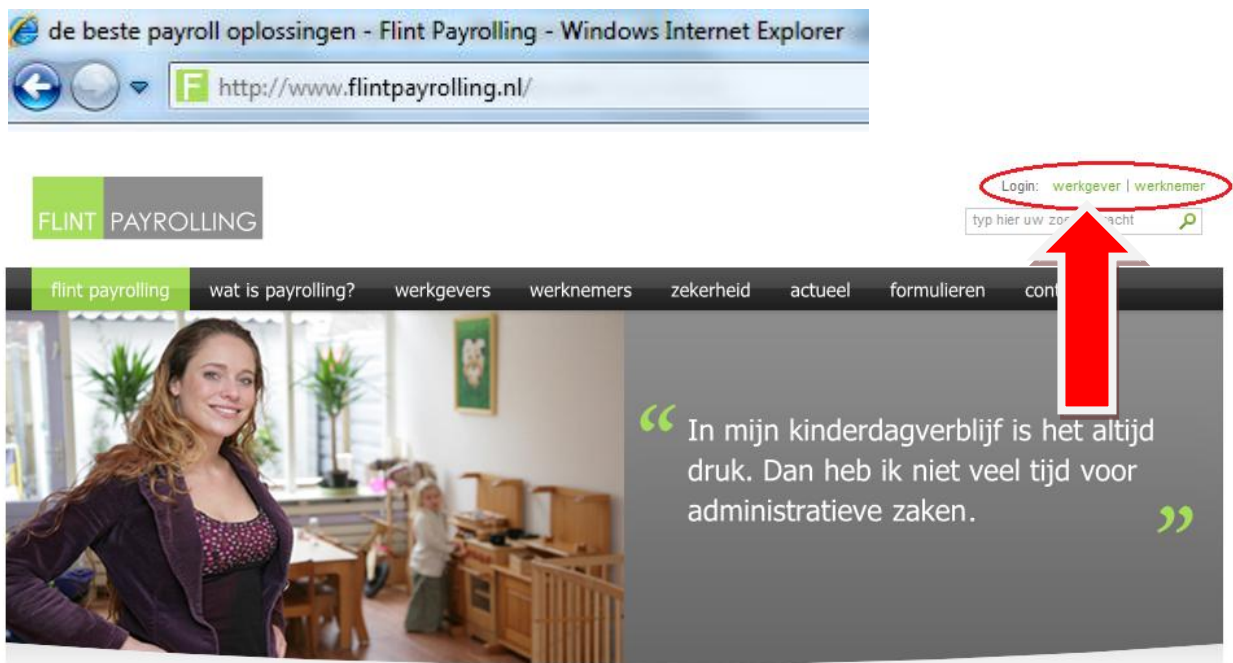 de beste payroll oplossingen - Flint Payrolling - Windows Internet Explorer
F http://www.flintpayrolling.nl/
Login: werkgever | werknemer
FLINT PAYROLLING
typ hier uw
flint payrolling wat is payrolling? werkgevers werknemers zekerheid actueel formulieren
“ In mijn kinderdagverblijf is het altijd
druk. Dan heb ik niet veel tijd voor
administratieve zaken. ”